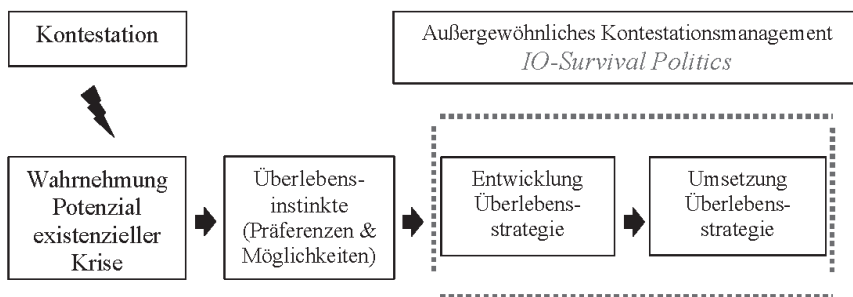 Kontestation
Außergewöhnliches Kontestationsmanagement
IO-Survival Politics
Wahrnehmung
Potenzial
existenzieller
Krise
Überlebens-
instinkte
(Präferenzen &
Möglichkeiten)
Entwicklung
Überlebens-
strategie
Umsetzung
Überlebens-
strategie